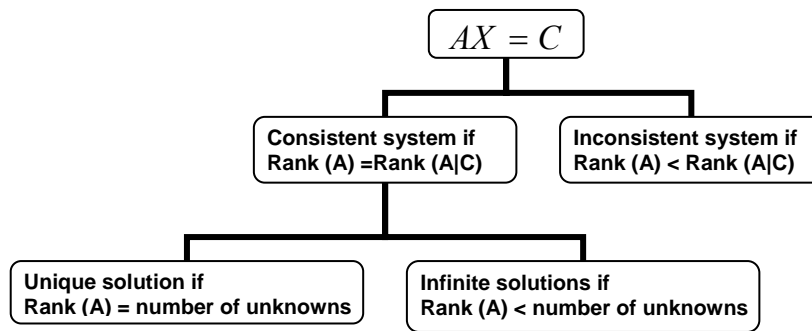 AX = C
Consistent system if
Rank (A) =Rank (A|C)
Inconsistent system if
Rank (A) < Rank (A|C)
Unique solution if
Rank (A) = number of unknowns
Infinite solutions if
Rank (A) < number of unknowns